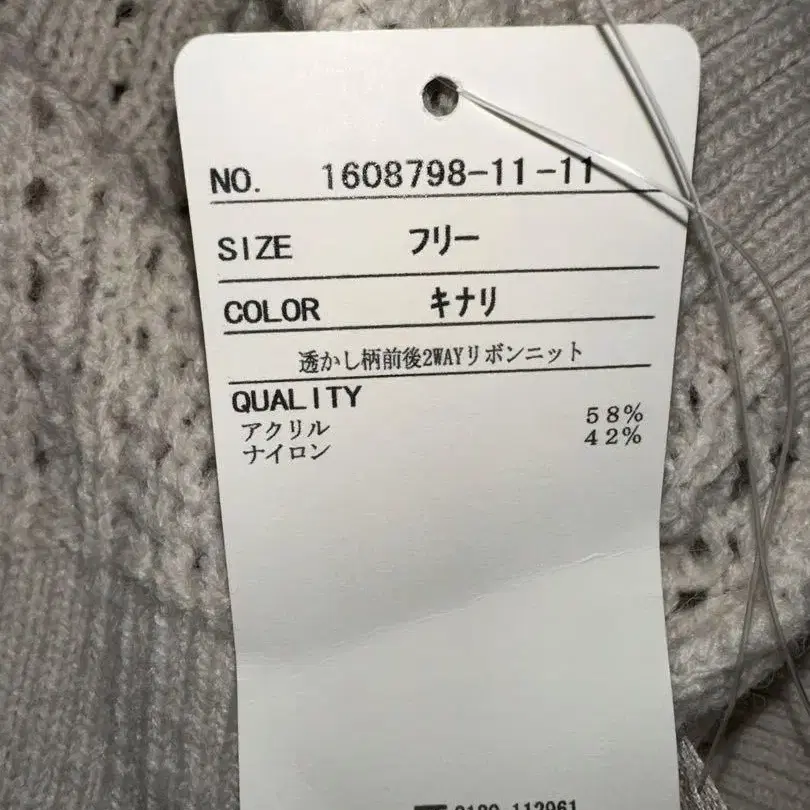 NO. 1608798-11-11
SIZE フリー
COLOR キナリ
透かし柄前後2WAYリボンニット
QUALITY
アクリル 58%
ナイロン 42%